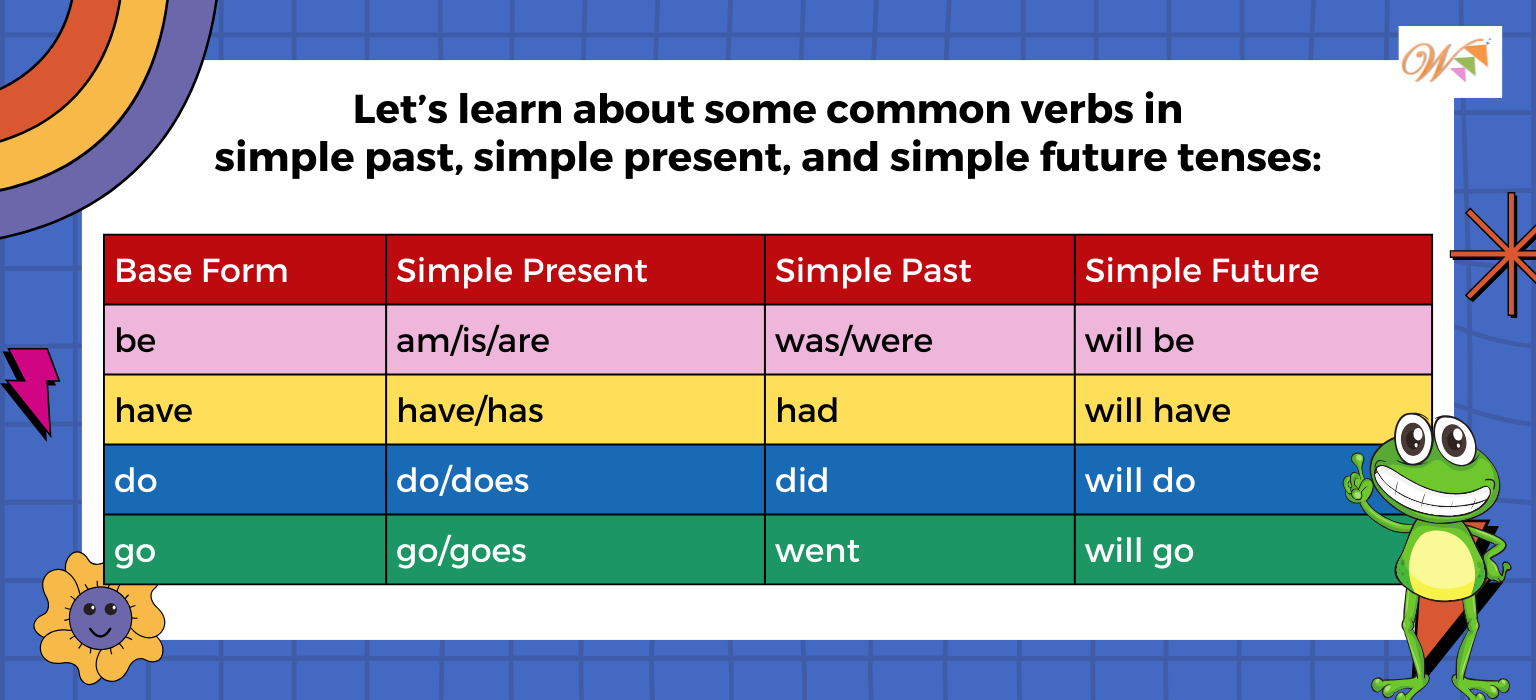 Let’s learn about some common verbs in
simple past, simple present, and simple future tenses:
Base Form Simple Present Simple Past Simple Future
be am/is/are was/were will be
have have/has had will have
do do/does did will do
go go/goes went will go
W